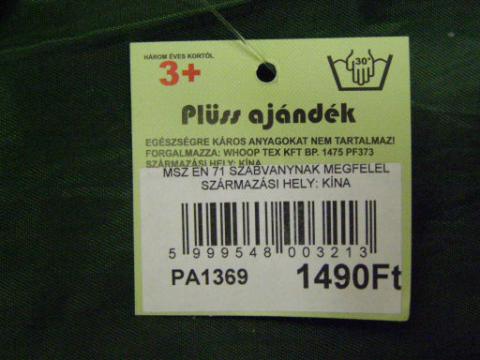 HÁROM ÉVES KORTÓL
3+
30°
Plüss ajándék
EGÉSZSÉGRE KÁROS ANYAGOKAT NEM TARTALMAZ!
FORGALMAZZA: WHOOP TEX KFT BP. 1475 PF373
SZÁRMAZÁSI HELY: KÍNA
MSZ EN 71 SZABVANYNAK MEGFELEL
SZÁRMAZÁSI HELY: KÍNA
5 999548 003213
PA1369
1490Ft